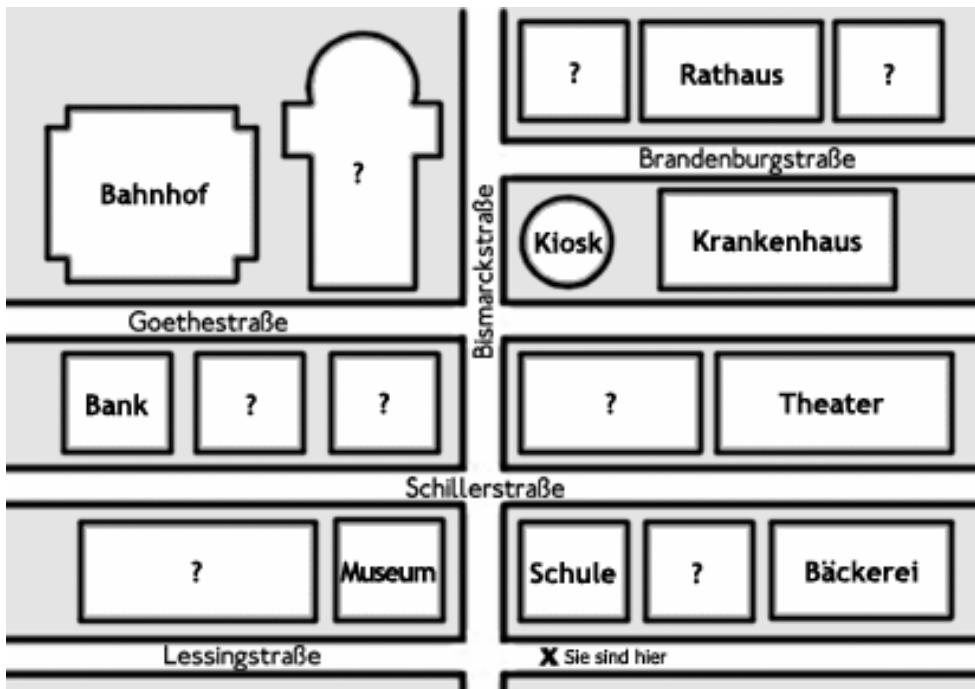 ?
Rathaus
?
Brandenburgstraße
Bahnhof
?
Bismarckstraße
Kiosk
Krankenhaus
Goethestraße
Bank
?
?
?
Theater
Schillerstraße
?
Museum
Schule
?
Bäckerei
Lessingstraße
X Sie sind hier